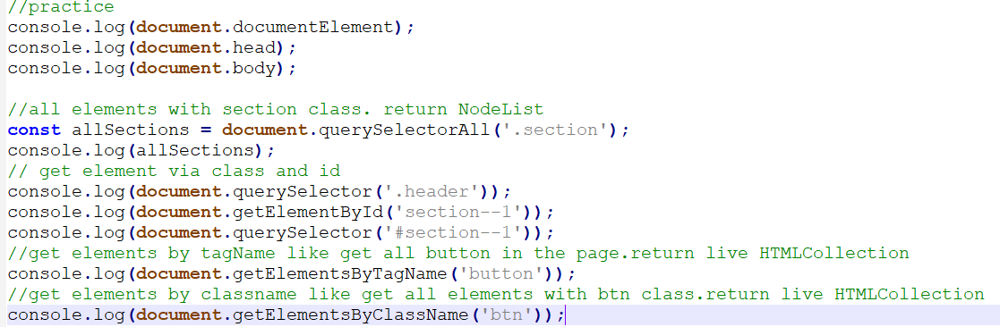 //practice
console.log(document.documentElement);
console.log(document.head);
console.log(document.body);
//all elements with section class. return NodeList
const allSections = document.querySelectorAll('.section');
console.log(allSections);
// get element via class and id
console.log(document.querySelector('.header'));
console.log(document.getElementById('section--1'));
console.log(document.querySelector('#section--1'));
//get elements by tagName like get all button in the page.return live HTMLCollection
console.log(document.getElementsByTagName('button'));
//get elements by classname like get all elements with btn class.return live HTMLCollection
console.log(document.getElementsByClassName('btn'));